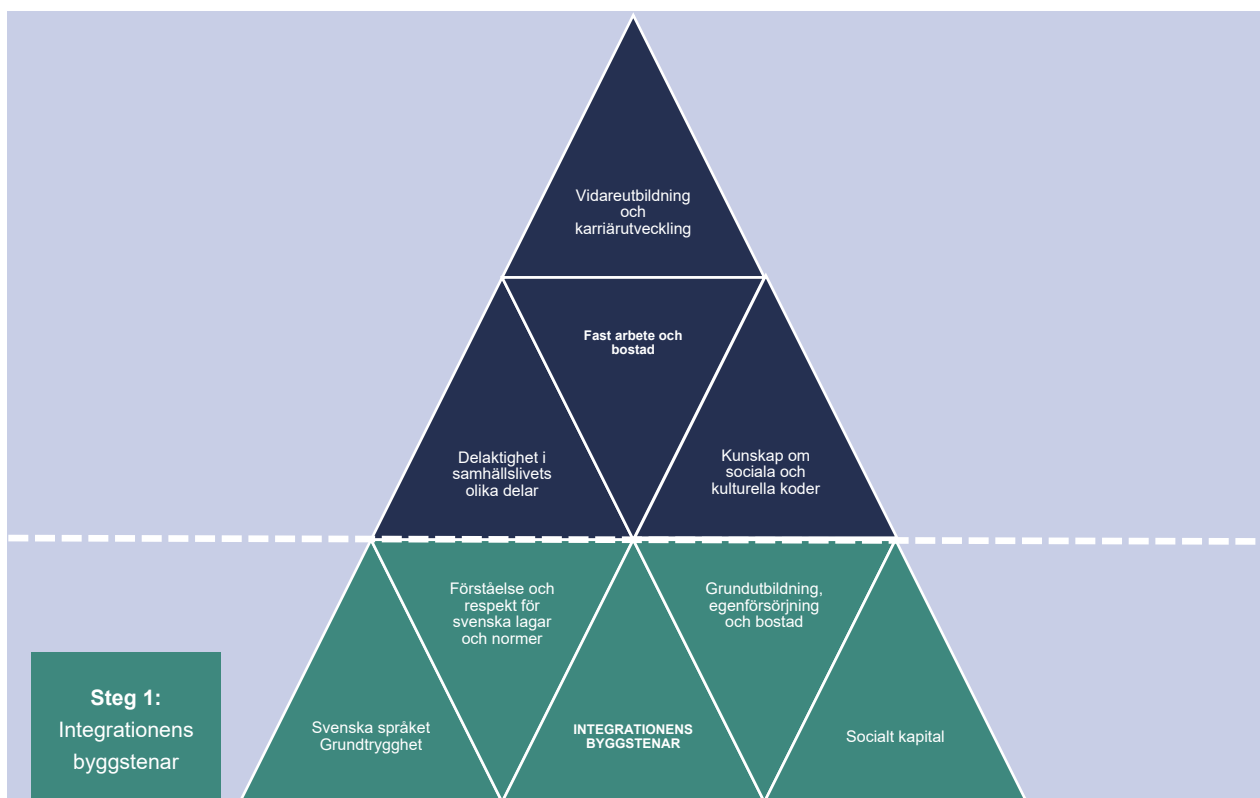 Vidareutbildning
och
karriärutveckling
Fast arbete och
bostad
Delaktighet i
samhällslivets
olika delar
Kunskap om
sociala och
kulturella koder
Förståelse och
respekt för
svenska lagar
och normer
Grundutbildning,
egenförsörjning
och bostad
Steg 1:
Integrationens
byggstenar
Svenska språket
Grundtrygghet
INTEGRATIONENS
BYGGSTENAR
Socialt kapital